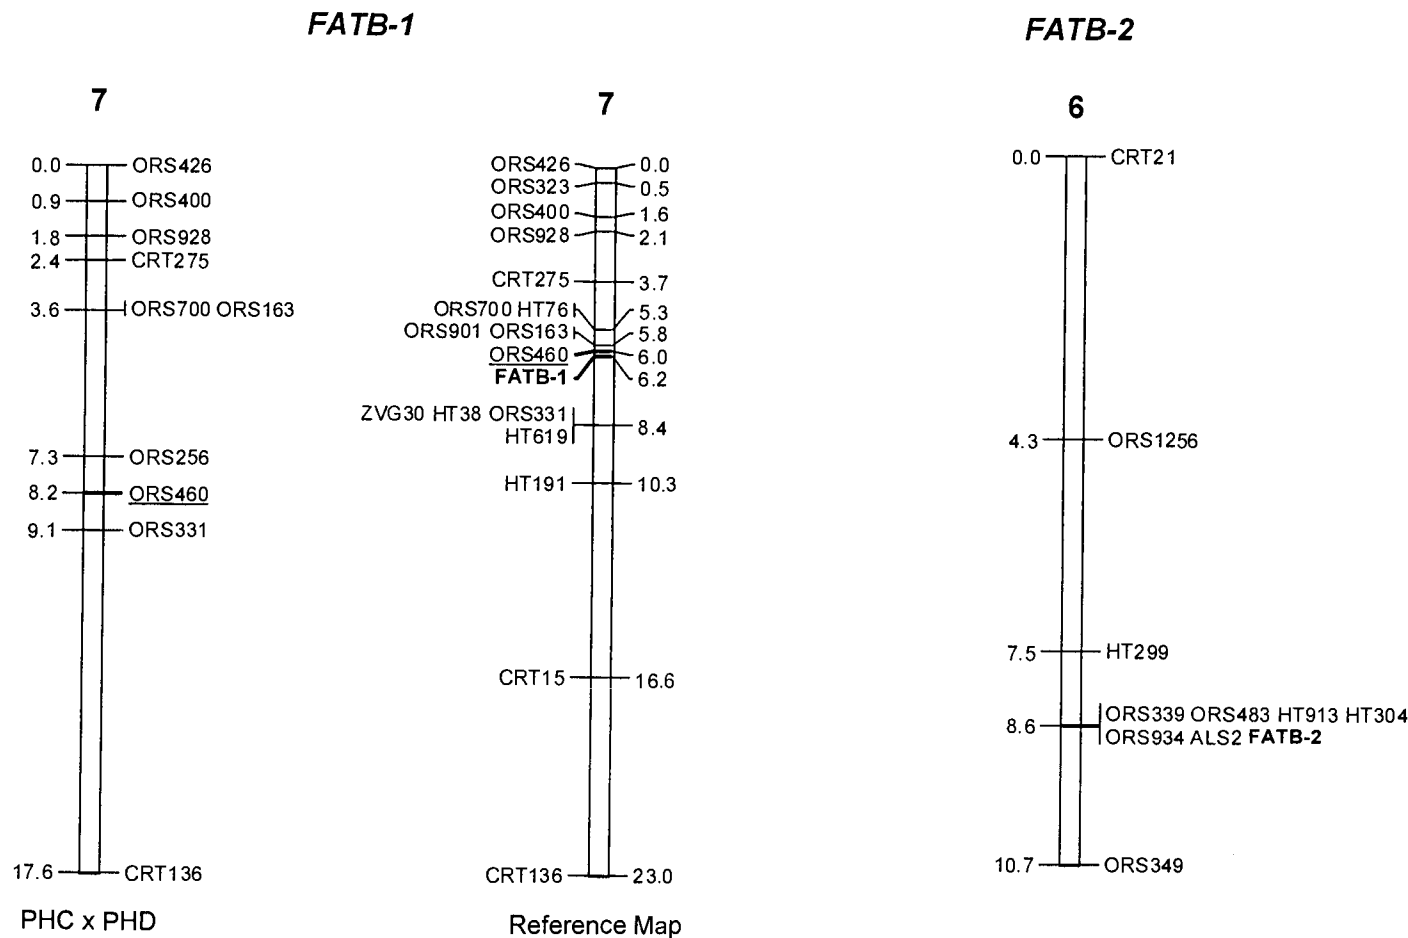 FATB-1
7
0.0 ORS426
0.9 ORS400
1.8 ORS928
2.4 CRT275
3.6 ORS700 ORS163
7.3 ORS256
8.2 ORS460
9.1 ORS331
17.6 CRT136
PHC x PHD
7
ORS426 0.0
ORS323 0.5
ORS400 1.6
ORS928 2.1
CRT275 3.7
ORS700 HT76 5.3
ORS901 ORS163 5.8
ORS460 6.0
FATB-1 6.2
ZVG30 HT38 ORS331
HT619 8.4
HT191 10.3
CRT15 16.6
CRT136 23.0
Reference Map
FATB-2
6
0.0 CRT21
4.3 ORS1256
7.5 HT299
8.6 ORS339 ORS483 HT913 HT304
ORS934 ALS2 FATB-2
10.7 ORS349